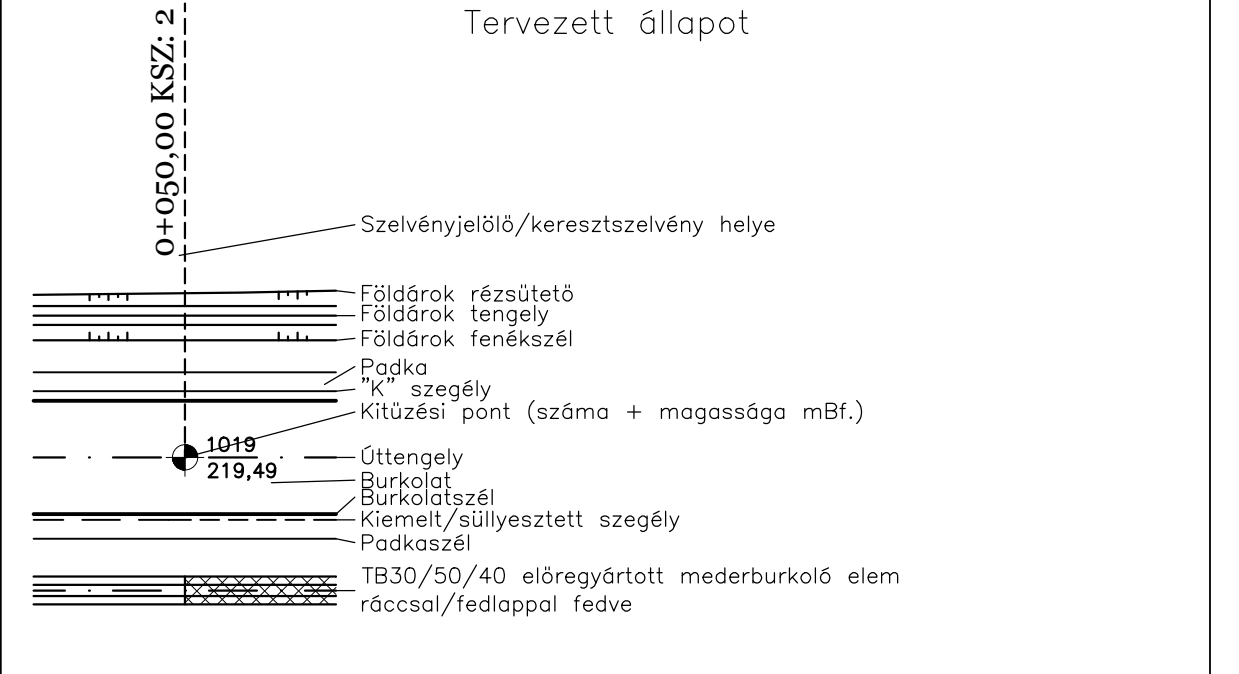 Tervezett állapot
0+050,00 KSZ: 2
Szelvényjelölő/keresztszelvény helye
Földárok rézsűtető
Földárok tengely
Földárok fenékszél
Padka
"K" szegély
Kitűzési pont (száma + magassága mBf.)
1019
Úttengely
219,49
Burkolat
Burkolatszél
Kiemelt/süllyesztett szegély
Padkaszél
TB30/50/40 előregyártott mederburkoló elem
ráccsal/fedlappal fedve